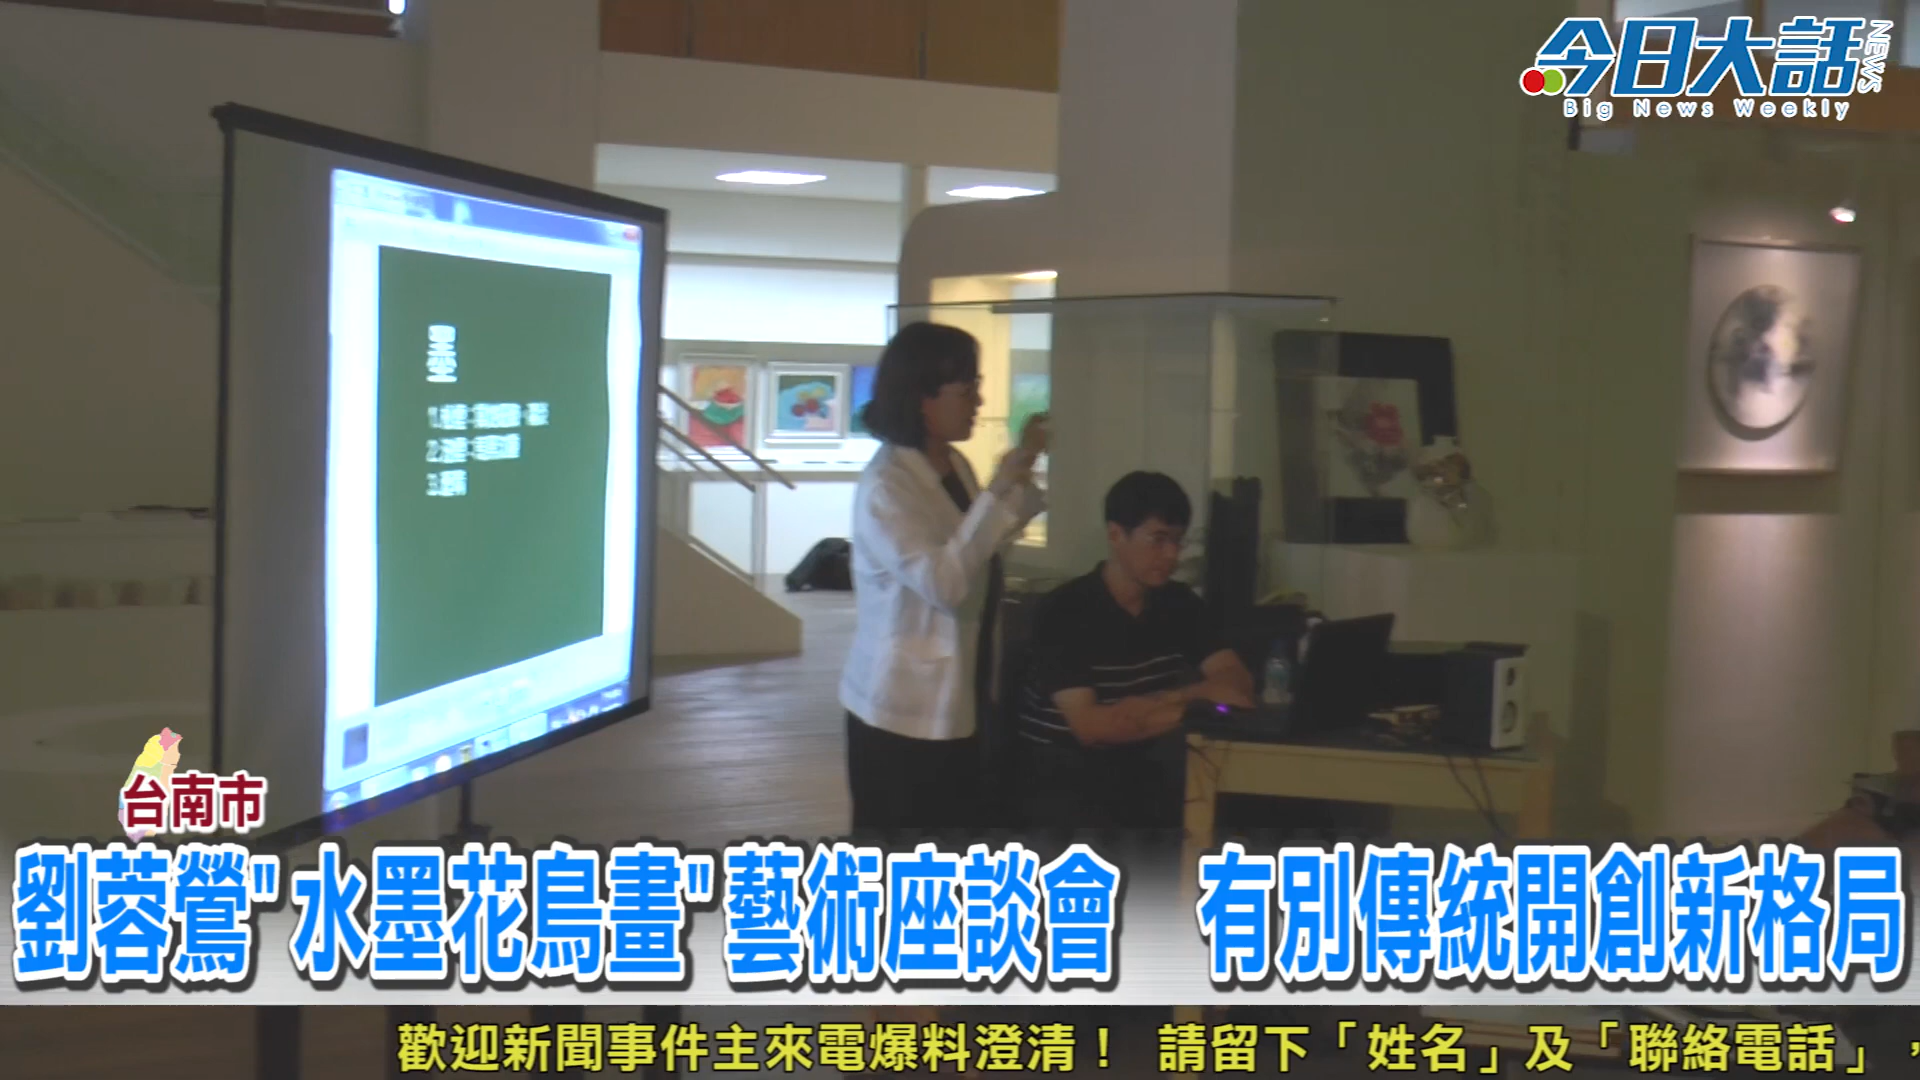 今日大話
NEWS
Big News Weekly
墨
台南市
劉蓉鶯"水墨花鳥畫"藝術座談會 有別傳統開創新格局
歡迎新聞事件主來電爆料澄清！ 請留下「姓名」及「聯絡電話」，